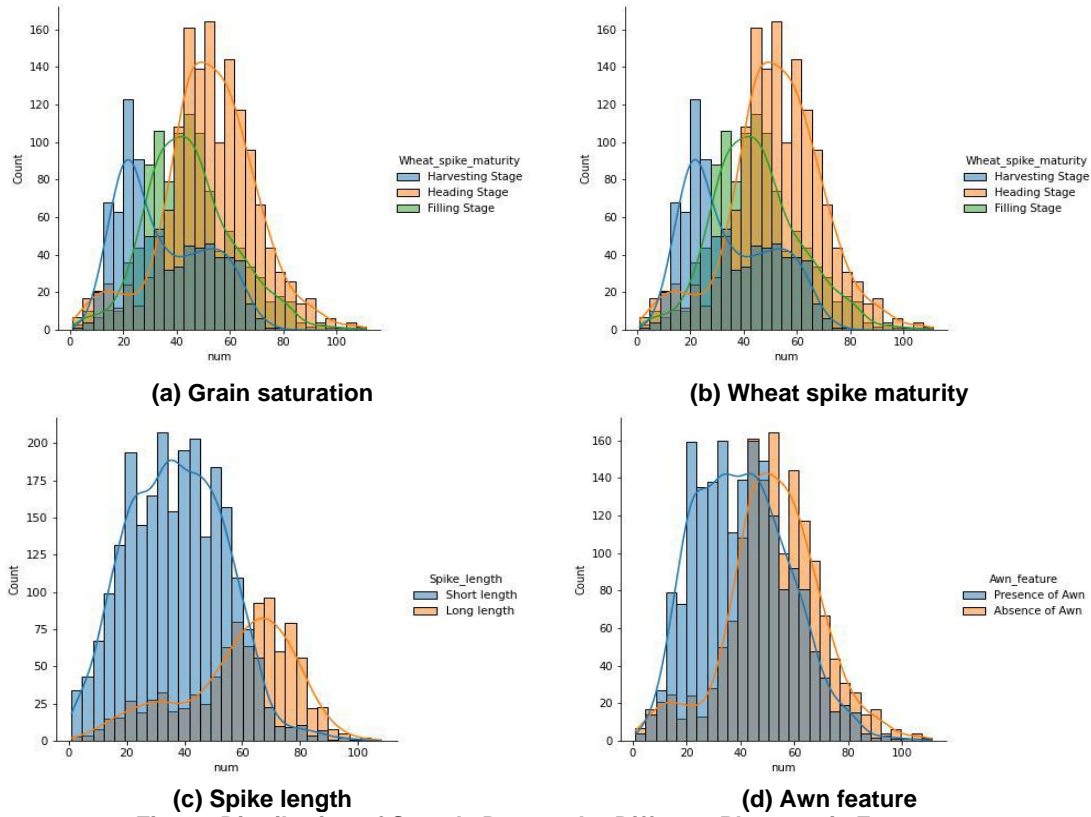 160
140
120
100
80
60
40
20
0
Count
0 20 40 60 80 100
num
Wheat_spike_maturity
Harvesting Stage
Heading Stage
Filling Stage
(a) Grain saturation
160
140
120
100
80
60
40
20
0
Count
0 20 40 60 80 100
num
Wheat_spike_maturity
Harvesting Stage
Heading Stage
Filling Stage
(b) Wheat spike maturity
200
175
150
125
100
75
50
25
0
Count
0 20 40 60 80 100
num
Spike_length
Short length
Long length
(c) Spike length
160
140
120
100
80
60
40
20
0
Count
0 20 40 60 80 100
num
Awn_feature
Presence of Awn
Absence of Awn
(d) Awn feature